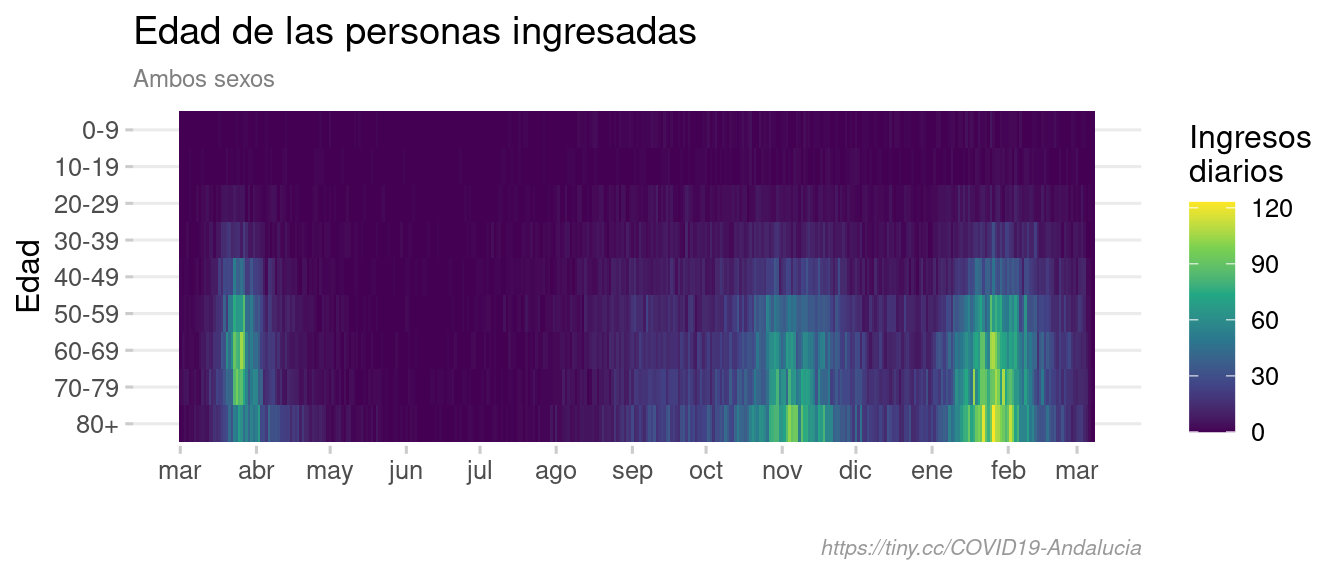 Edad de las personas ingresadas
Ambos sexos
Edad
0-9
10-19
20-29
30-39
40-49
50-59
60-69
70-79
80+
mar abr may jun jul ago sep oct nov dic ene feb mar
Ingresos
diarios
120
90
60
30
0
https://tiny.cc/COVID19-Andalucia